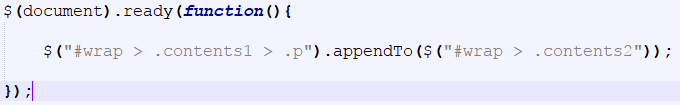 $(document).ready(function(){
$("#wrap > .contents1 > .p").appendTo($("#wrap > .contents2"));
});